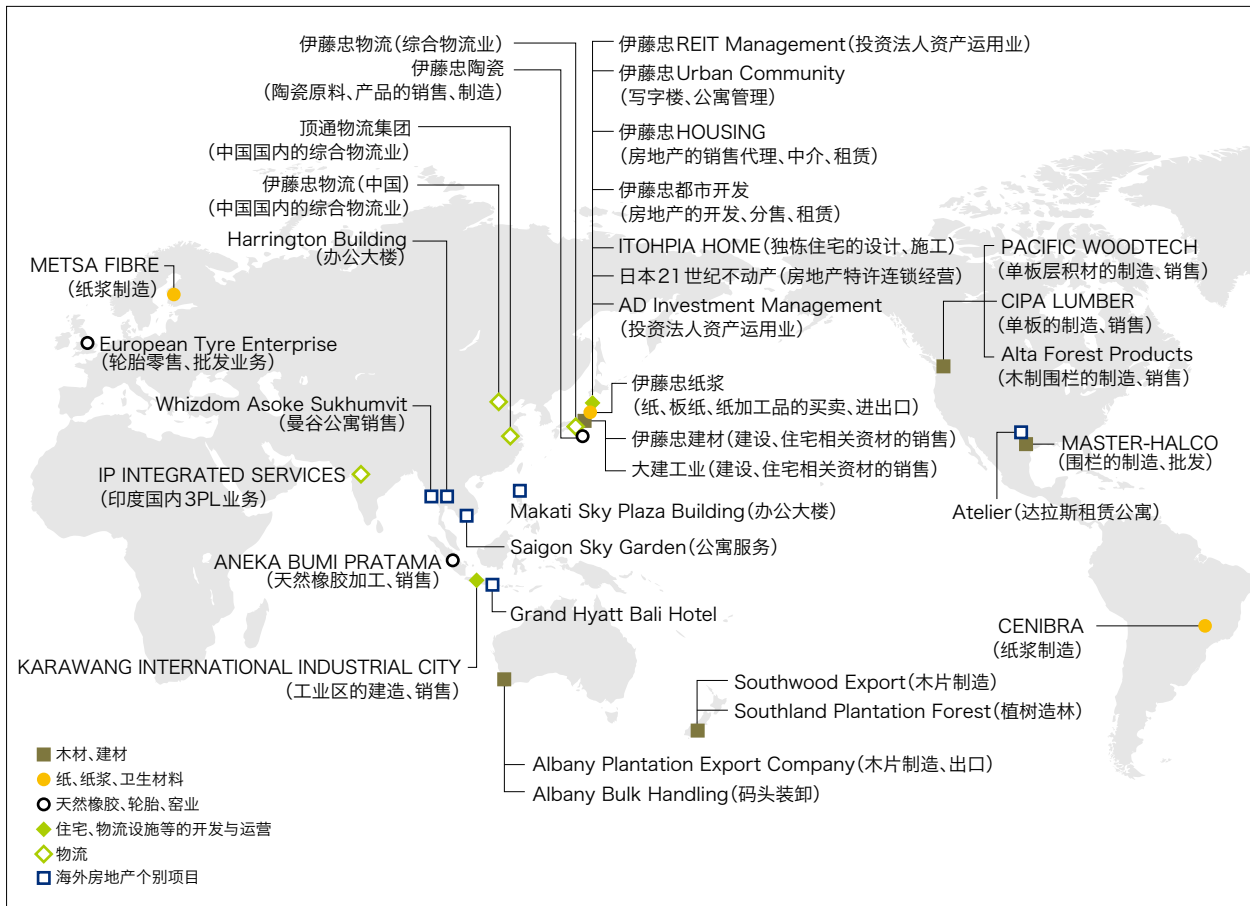 伊藤忠物流(综合物流业)
伊藤忠陶瓷
(陶瓷原料、产品的销售、制造)
顶通物流集团
(中国国内的综合物流业)
伊藤忠物流(中国)
(中国国内的综合物流业)
Harrington Building
(办公大楼)
METSA FIBRE
(纸浆制造)
European Tyre Enterprise
(轮胎零售、批发业务)
Whizdom Asoke Sukhumvit
(曼谷公寓销售)
IP INTEGRATED SERVICES
(印度国内3PL业务)
ANEKA BUMI PRATAMA
(天然橡胶加工、销售)
KARAWANG INTERNATIONAL INDUSTRIAL CITY
(工业区的建造、销售)
伊藤忠REIT Management(投资法人资产运用业)
伊藤忠Urban Community
(写字楼、公寓管理)
伊藤忠HOUSING
(房地产的销售代理、中介、租赁)
伊藤忠都市开发
(房地产的开发、分售、租赁)
ITOHPIA HOME(独栋住宅的设计、施工)
日本21世纪不动产(房地产特许连锁经营)
AD Investment Management
(投资法人资产运用业)
伊藤忠纸浆
(纸、板纸、纸加工品的买卖、进出口)
伊藤忠建材(建设、住宅相关资材的销售)
大建工业(建设、住宅相关资材的销售)
Makati Sky Plaza Building(办公大楼)
Saigon Sky Garden(公寓服务)
Grand Hyatt Bali Hotel
PACIFIC WOODTECH
(单板层积材的制造、销售)
CIPA LUMBER
(单板的制造、销售)
Alta Forest Products
(木制围栏的制造、销售)
MASTER-HALCO
(围栏的制造、批发)
Atelier(达拉斯租赁公寓)
CENIBRA
(纸浆制造)
Southwood Export(木片制造)
Southland Plantation Forest(植树造林)
Albany Plantation Export Company(木片制造、出口)
Albany Bulk Handling(码头装卸)
木材、建材
纸、纸浆、卫生材料
天然橡胶、轮胎、窑业
住宅、物流设施等的开发与运营
物流
海外房地产个别项目